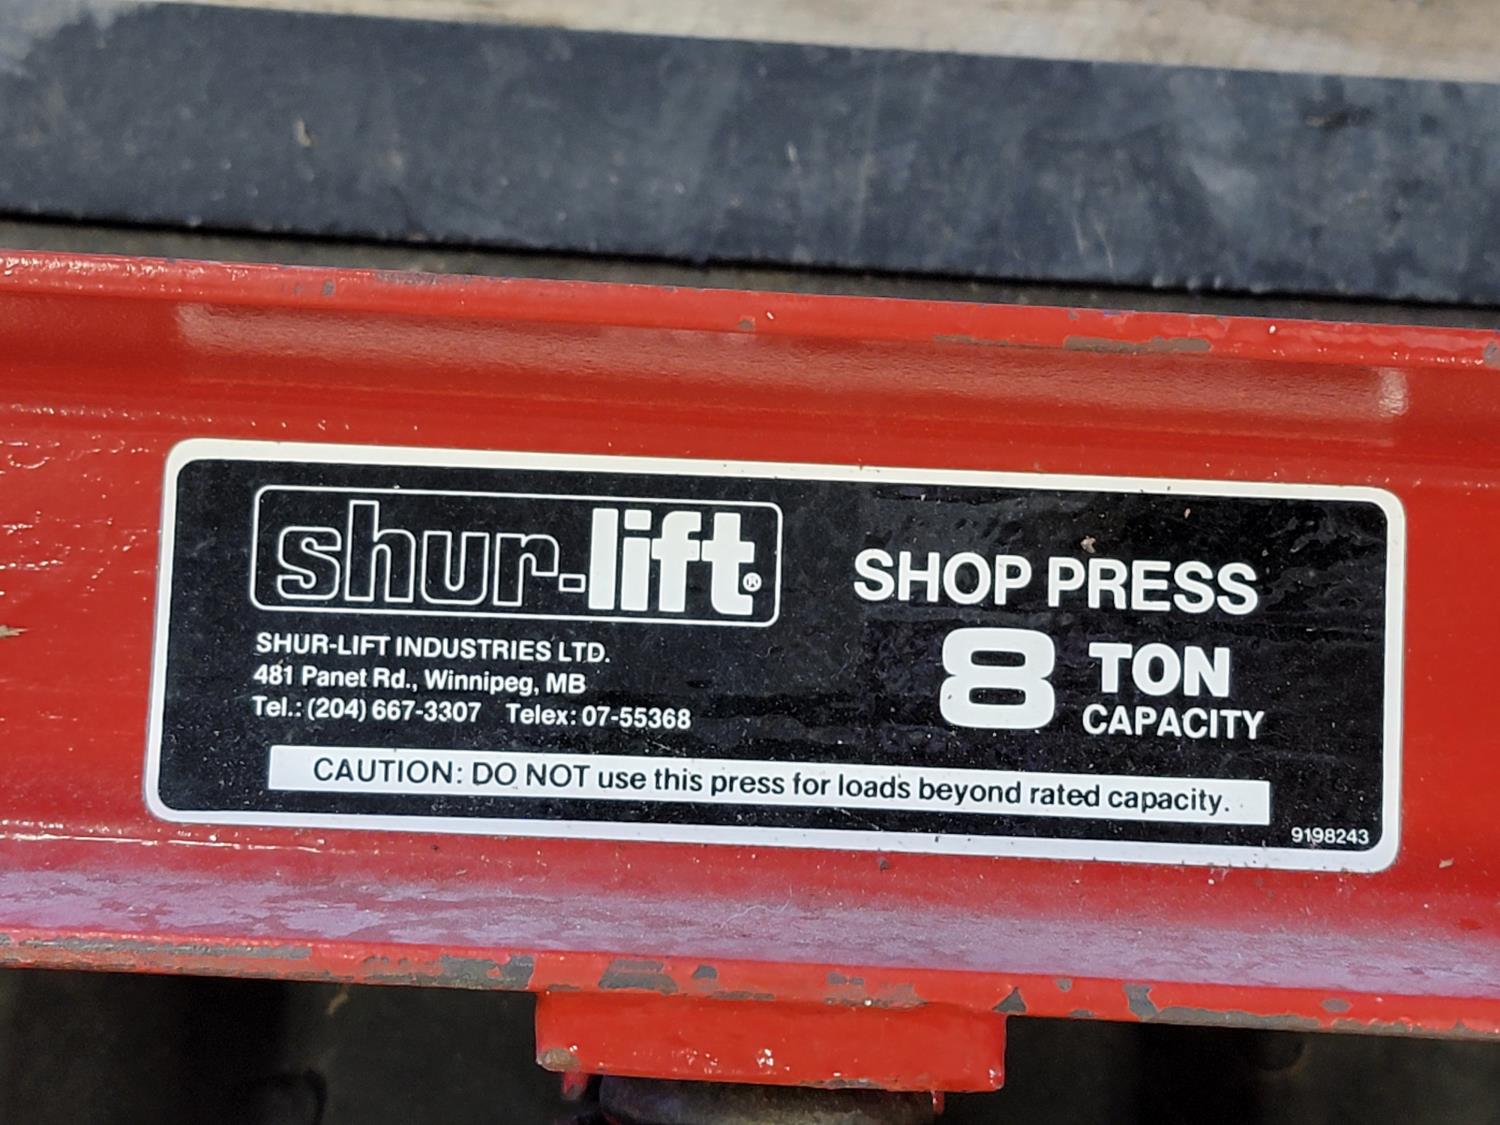 shur-lift®
SHUR-LIFT INDUSTRIES LTD.
481 Panet Rd., Winnipeg, MB
Tel.: (204) 667-3307 Telex: 07-55368
SHOP PRESS
8 TON
CAPACITY
CAUTION: DO NOT use this press for loads beyond rated capacity.
9198243